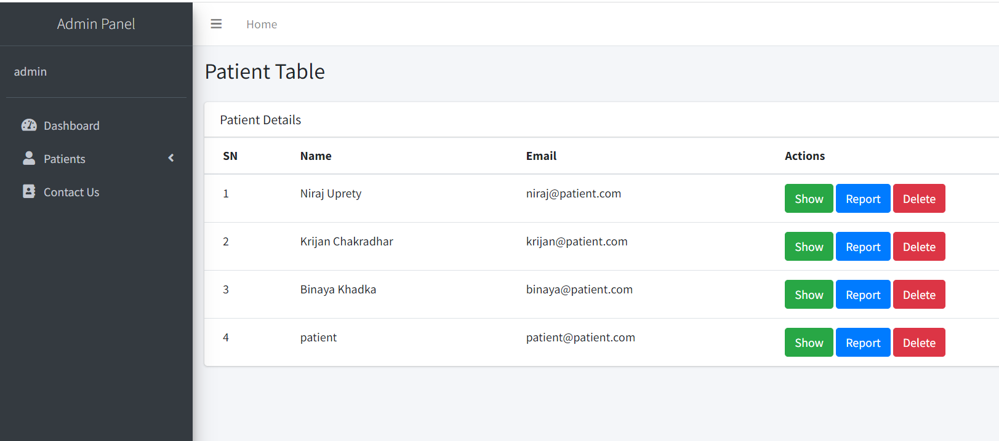 Admin Panel
Home
admin
Dashboard
Patients
Contact Us
Patient Table
Patient Details
SN Name Email Actions
1 Niraj Uprety niraj@patient.com Show Report Delete
2 Krijan Chakradhar krijan@patient.com Show Report Delete
3 Binaya Khadka binaya@patient.com Show Report Delete
4 patient patient@patient.com Show Report Delete